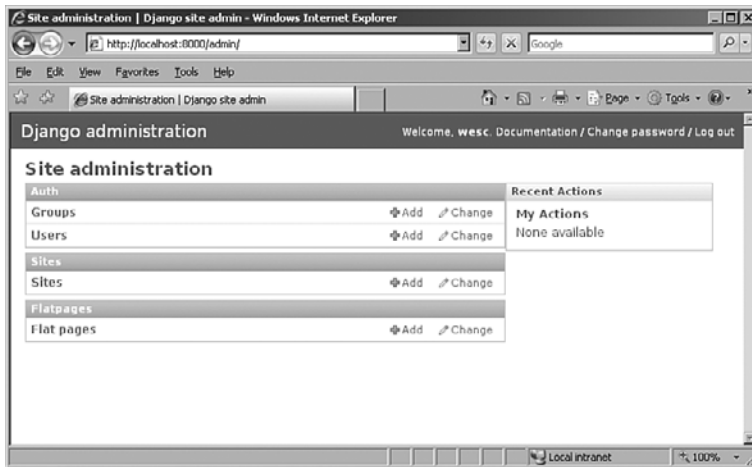 Site administration | Django site admin - Windows Internet Explorer
http://localhost:8000/admin/
Google
File Edit View Favorites Tools Help
Site administration | Django site admin
Page Tools
Django administration
Welcome, wesc. Documentation / Change password / Log out
Site administration
Auth
Groups Add Change
Users Add Change
Sites
Sites Add Change
Flatpages
Flat pages Add Change
Recent Actions
My Actions
None available
Local intranet 100%